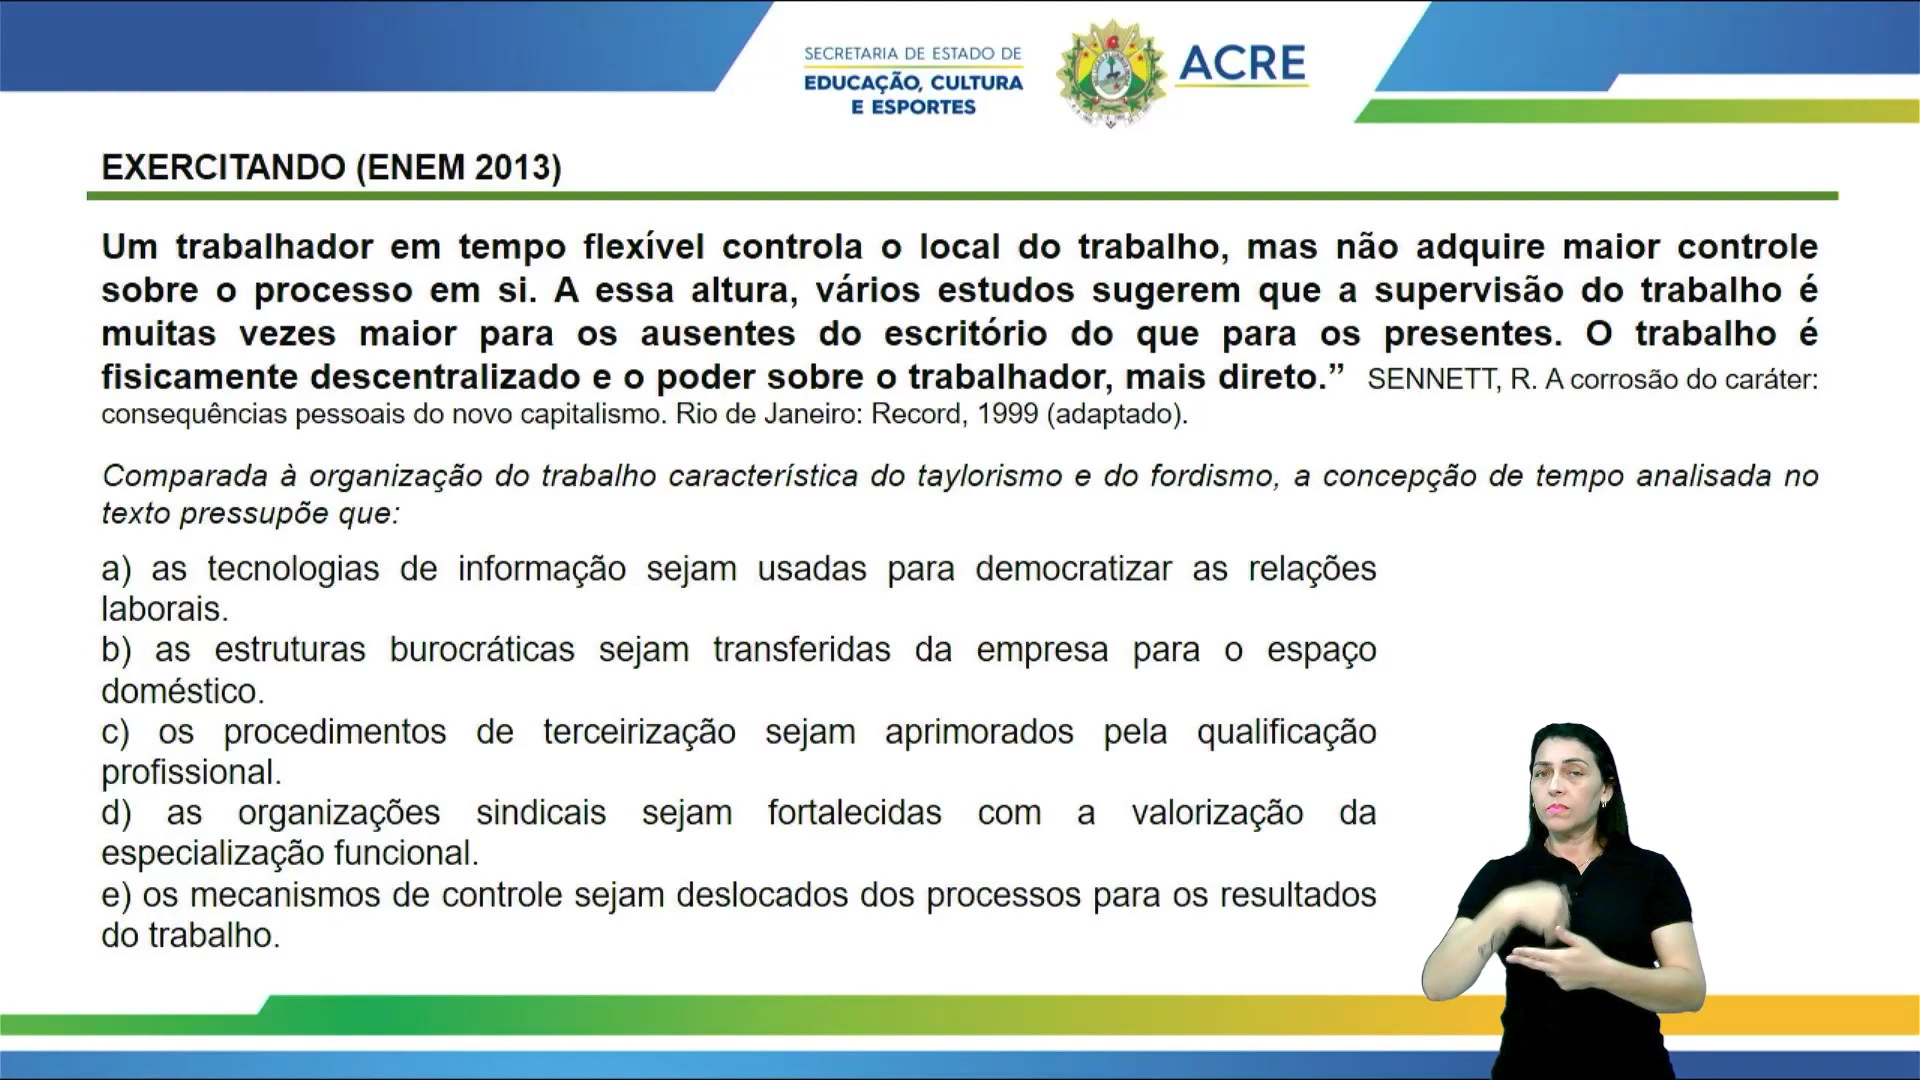 SECRETARIA DE ESTADO DE
EDUCAÇÃO, CULTURA
E ESPORTES
ACRE
EXERCITANDO (ENEM 2013)
Um trabalhador em tempo flexível controla o local do trabalho, mas não adquire maior controle
sobre o processo em si. A essa altura, vários estudos sugerem que a supervisão do trabalho é
muitas vezes maior para os ausentes do escritório do que para os presentes. O trabalho é
fisicamente descentralizado e o poder sobre o trabalhador, mais direto.” SENNETT, R. A corrosão do caráter:
consequências pessoais do novo capitalismo. Rio de Janeiro: Record, 1999 (adaptado).
Comparada à organização do trabalho característica do taylorismo e do fordismo, a concepção de tempo analisada no
texto pressupõe que:
a) as tecnologias de informação sejam usadas para democratizar as relações
laborais.
b) as estruturas burocráticas sejam transferidas da empresa para o espaço
doméstico.
c) os procedimentos de terceirização sejam aprimorados pela qualificação
profissional.
d) as organizações sindicais sejam fortalecidas com a valorização da
especialização funcional.
e) os mecanismos de controle sejam deslocados dos processos para os resultados
do trabalho.